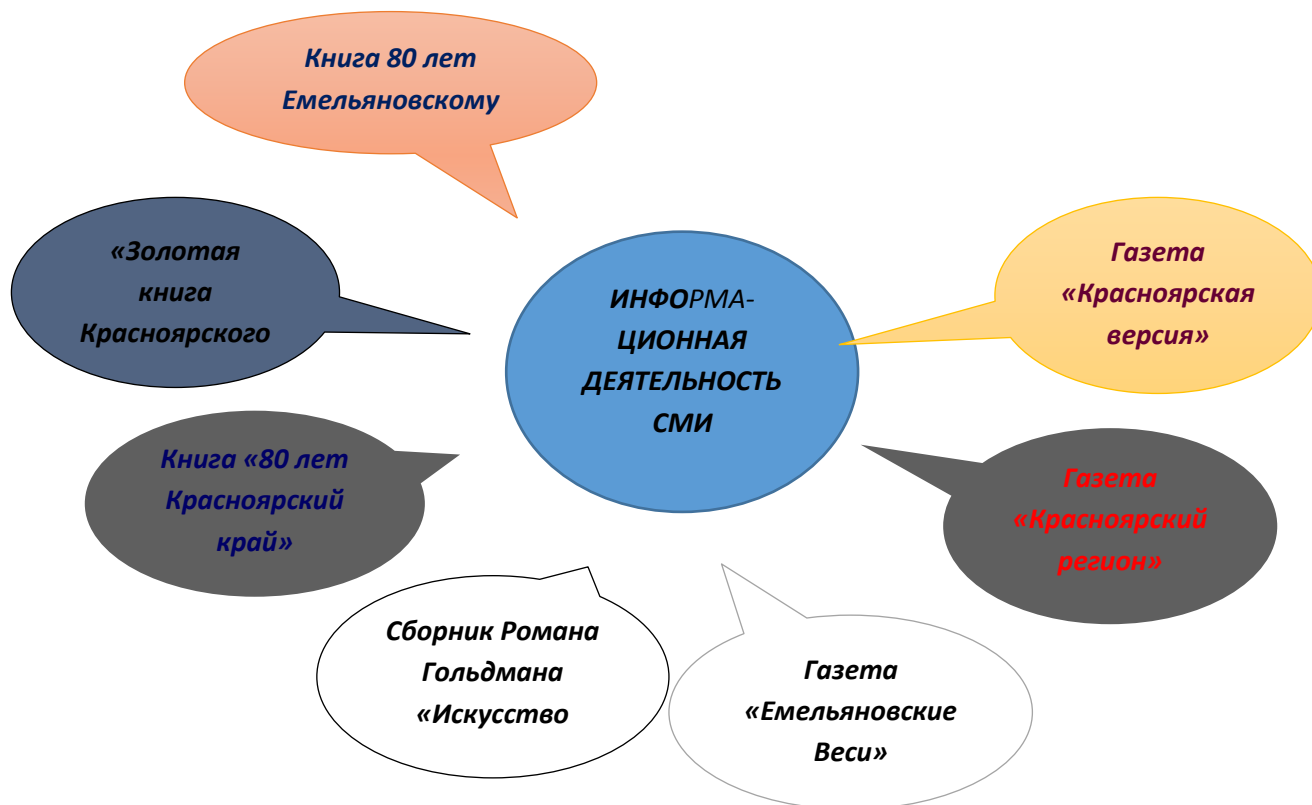 Книга 80 лет
Емельяновскому
«Золотая
книга
Красноярского
ИНФОРМА-
ЦИОННАЯ
ДЕЯТЕЛЬНОСТЬ
СМИ
Газета
«Красноярская
версия»
Книга «80 лет
Красноярский
край»
Газета
«Красноярский
регион»
Сборник Романа
Гольдмана
«Искусство
Газета
«Емельяновские
Веси»